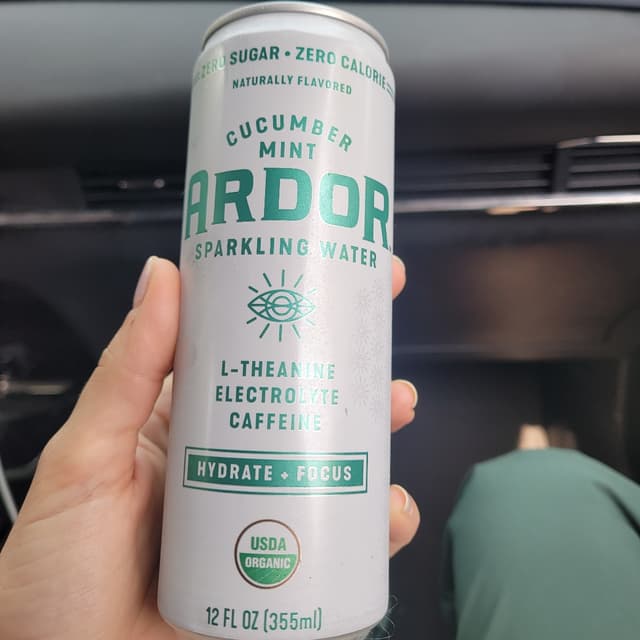 ZERO SUGAR • ZERO CALORIE
NATURALLY FLAVORED
CUCUMBER
MINT
ARDOR
SPARKLING WATER
L-THEANINE
ELECTROLYTE
CAFFEINE
HYDRATE + FOCUS
USDA
ORGANIC
12 FL OZ (355ml)